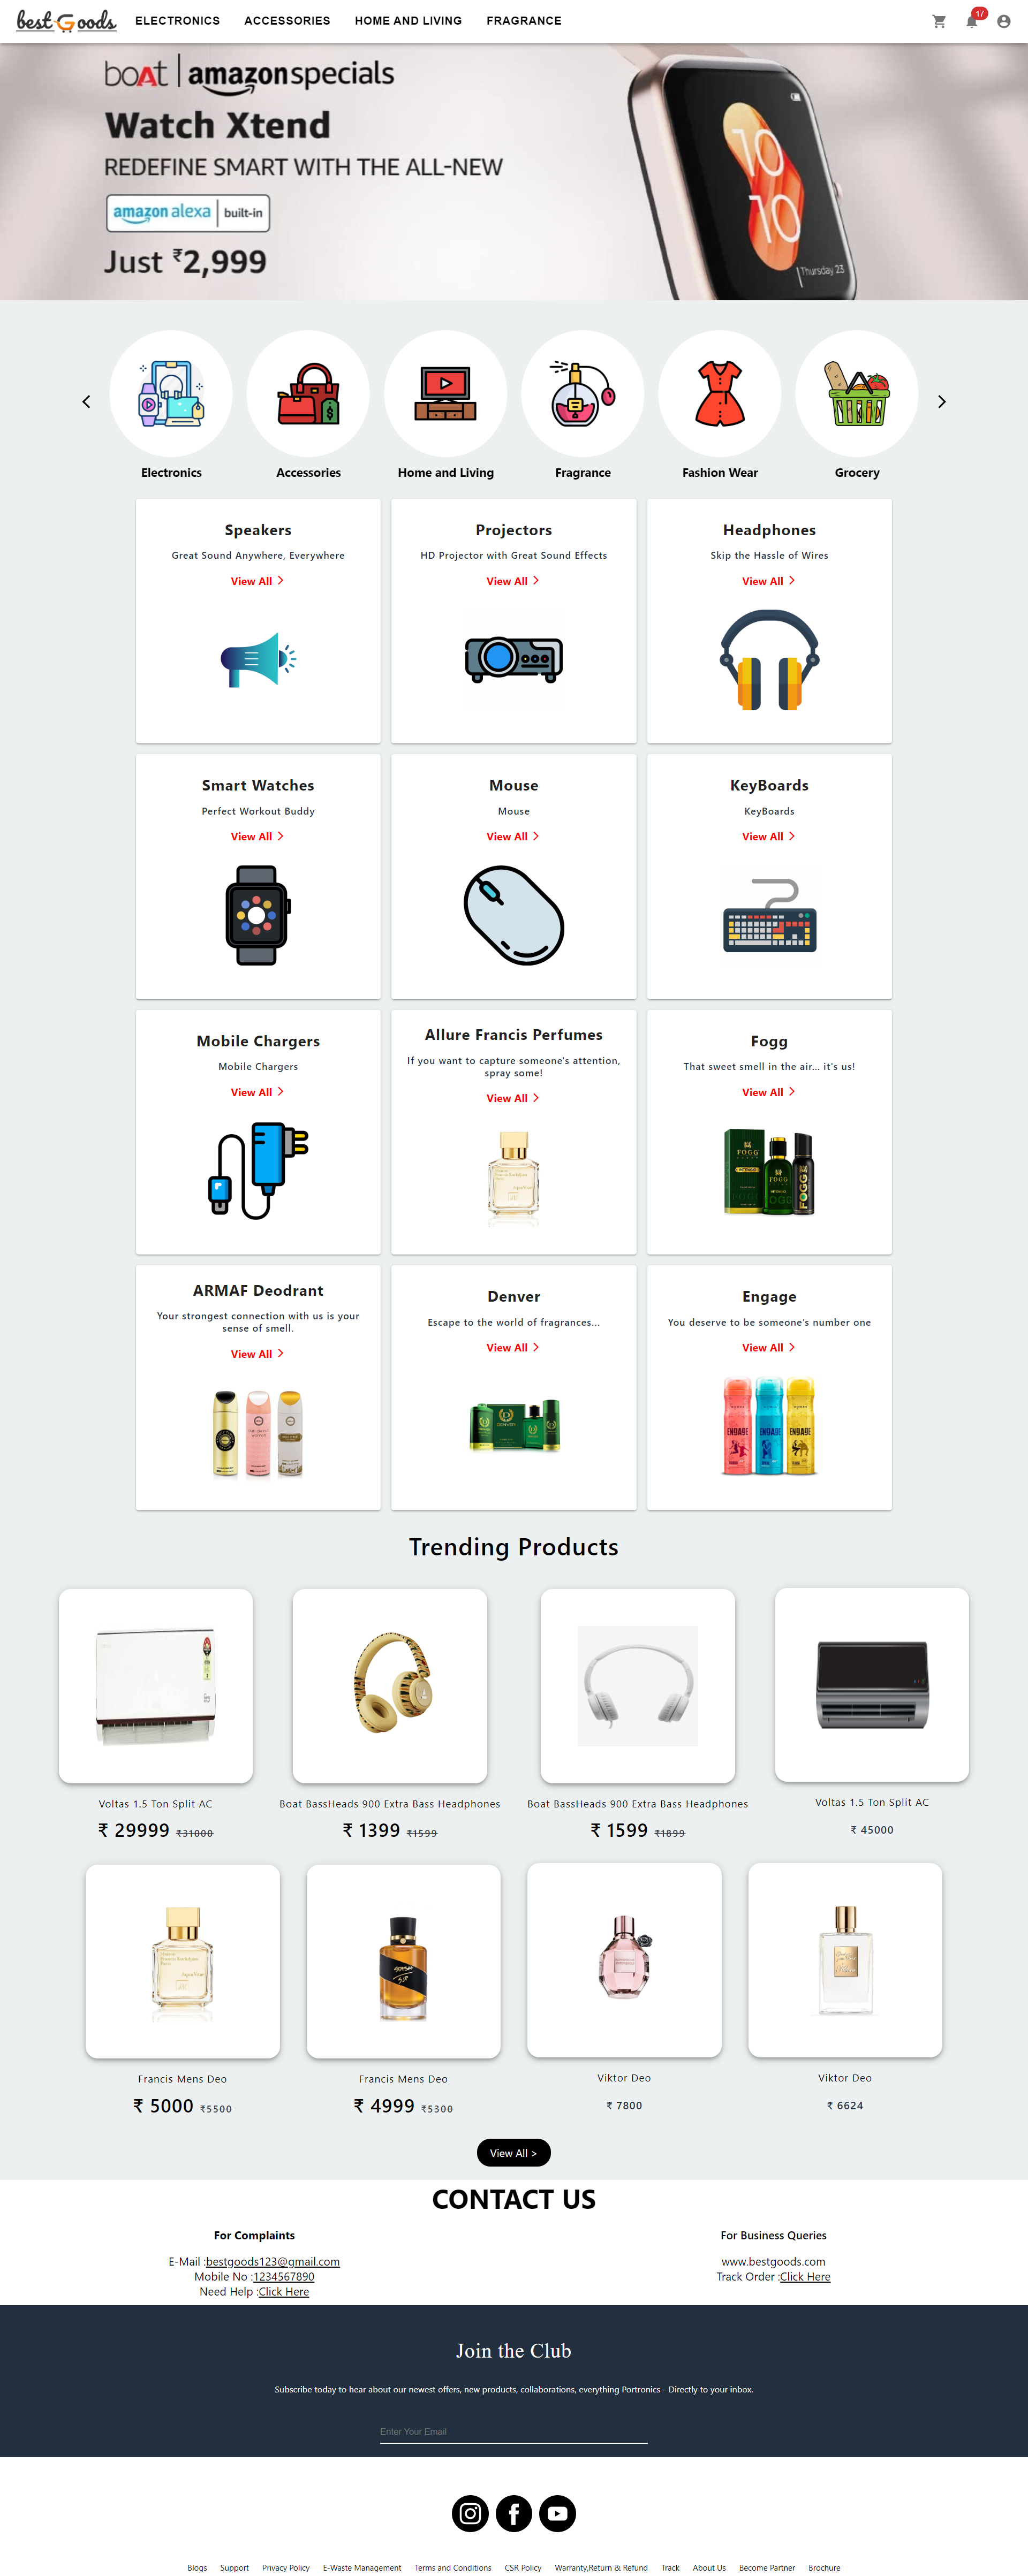 best Goods ELECTRONICS ACCESSORIES HOME AND LIVING FRAGRANCE 17
boAt | amazonspecials
Watch Xtend
REDEFINE SMART WITH THE ALL-NEW
amazon alexa | built-in
Just ₹2,999
10
10
Thursday 23
Electronics Accessories Home and Living Fragrance Fashion Wear Grocery
Speakers Projectors Headphones
Great Sound Anywhere, Everywhere HD Projector with Great Sound Effects Skip the Hassle of Wires
View All View All View All
Smart Watches Mouse KeyBoards
Perfect Workout Buddy Mouse KeyBoards
View All View All View All
Mobile Chargers
Mobile Chargers
View All
Allure Francis Perfumes
If you want to capture someone's attention,
spray some!
View All
Fogg
That sweet smell in the air... it's us!
View All
FOGG
FOGG
FOGG
ARMAF Deodrant
Your strongest connection with us is your
sense of smell.
View All
Denver
Escape to the world of fragrances...
View All
DENVER
Engage
You deserve to be someone's number one
View All
ENGAGE ENGAGE ENGAGE
Trending Products
Voltas 1.5 Ton Split AC Boat BassHeads 900 Extra Bass Headphones Boat BassHeads 900 Extra Bass Headphones Voltas 1.5 Ton Split AC
₹ 29999 ₹31000 ₹ 1399 ₹1599 ₹ 1599 ₹1899 ₹ 45000
Francis Mens Deo Francis Mens Deo Viktor Deo Viktor Deo
₹ 5000 ₹5500 ₹ 4999 ₹5300 ₹ 7800 ₹ 6624
View All >
CONTACT US
For Complaints
E-Mail :bestgoods123@gmail.com
Mobile No :1234567890
Need Help :Click Here
For Business Queries
www.bestgoods.com
Track Order :Click Here
Join the Club
Subscribe today to hear about our newest offers, new products, collaborations, everything Portronics - Directly to your inbox.
Enter Your Email
Blogs Support Privacy Policy E-Waste Management Terms and Conditions CSR Policy Warranty,Return & Refund Track About Us Become Partner Brochure